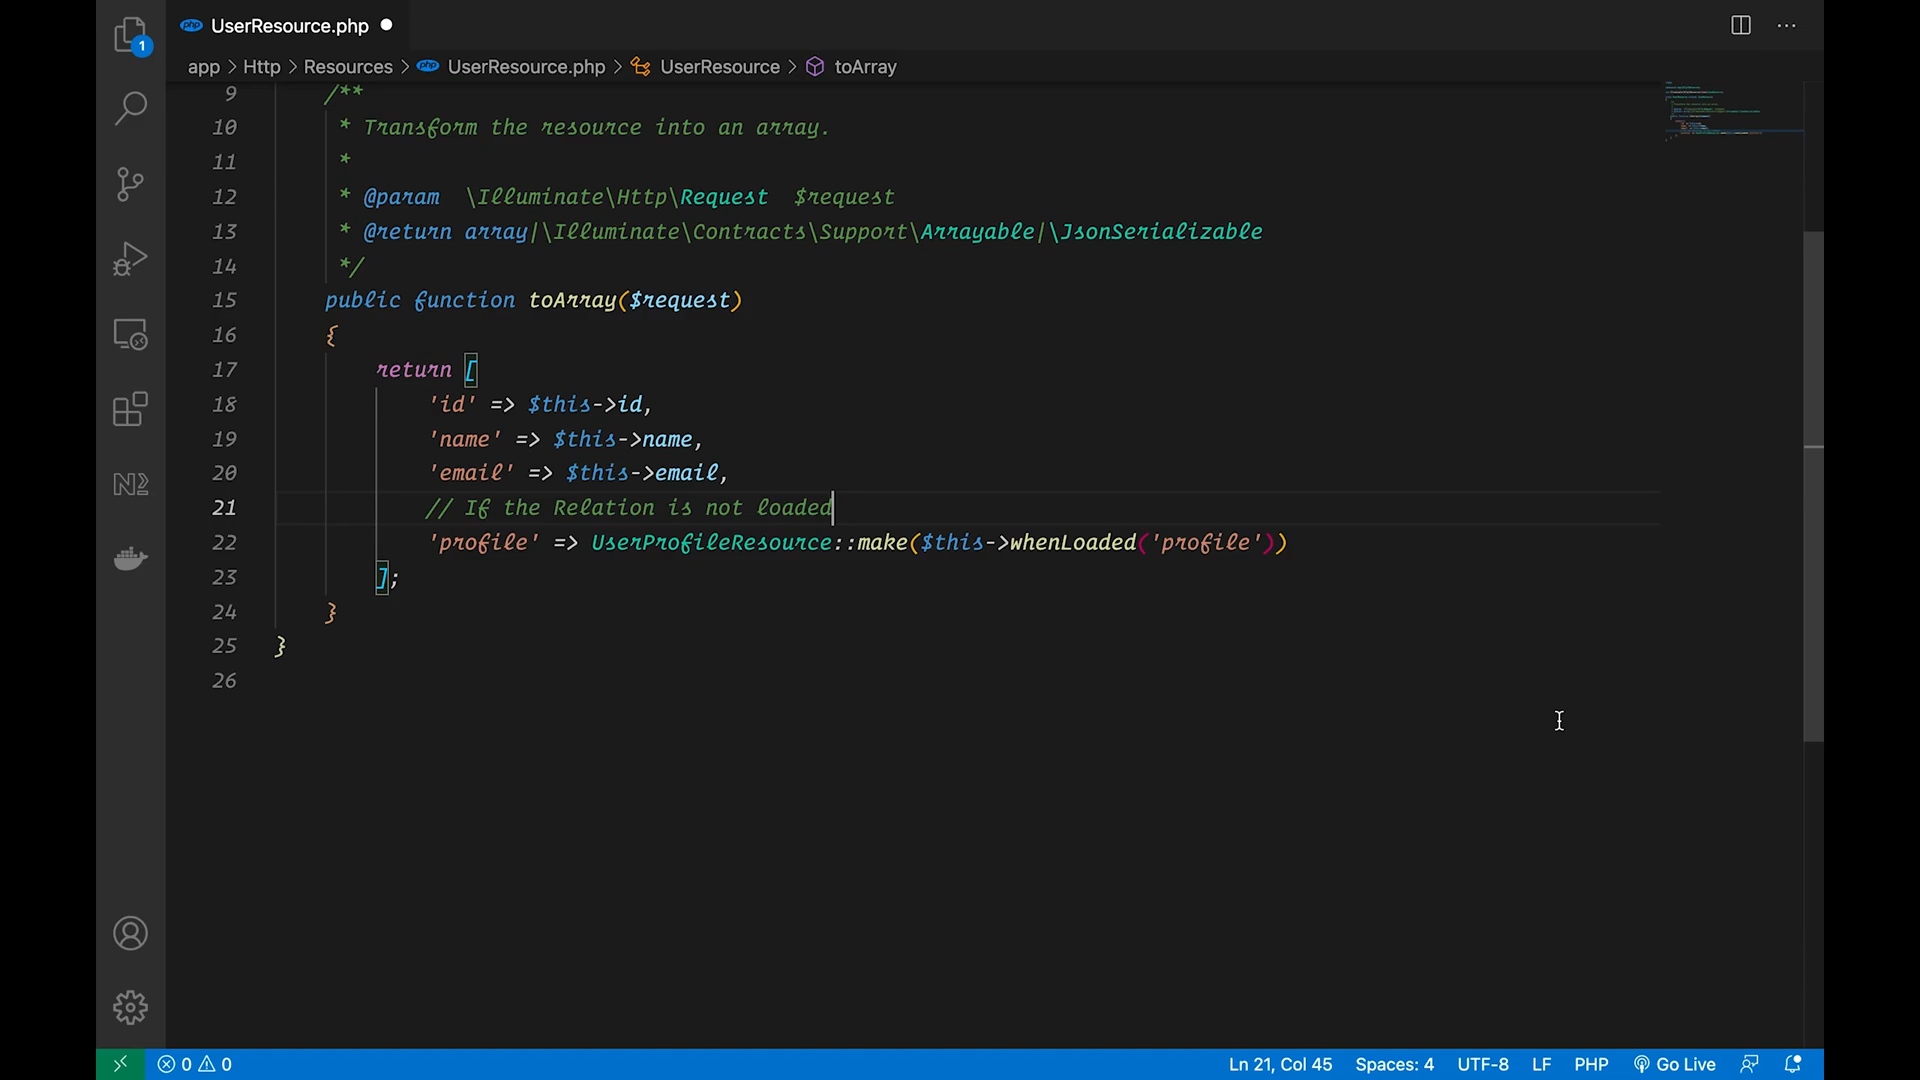 php UserResource.php
1
app > Http > Resources > php UserResource.php > UserResource > toArray
9 /**
10 * Transform the resource into an array.
11 *
12 * @param \Illuminate\Http\Request $request
13 * @return array|\Illuminate\Contracts\Support\Arrayable|\JsonSerializable
14 */
15 public function toArray($request)
16 {
17 return [
18 'id' => $this->id,
19 'name' => $this->name,
20 'email' => $this->email,
21 // If the Relation is not loaded
22 'profile' => UserProfileResource::make($this->whenLoaded('profile'))
23 ];
24 }
25 }
26
0 0 Ln 21, Col 45 Spaces: 4 UTF-8 LF PHP Go Live